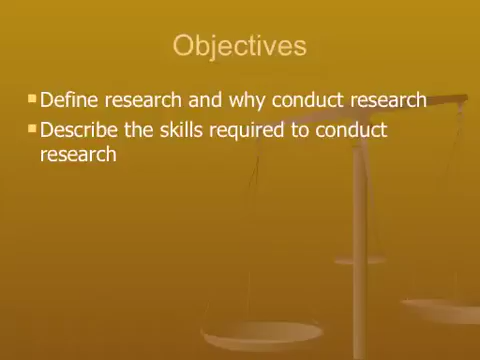 Objectives
Define research and why conduct research
Describe the skills required to conduct
research